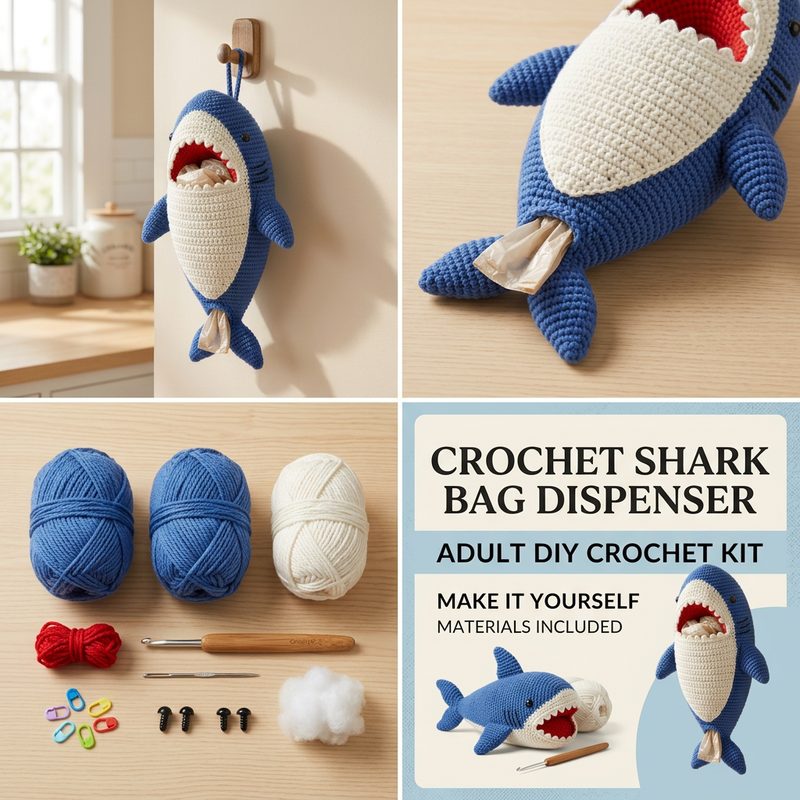 CROCHET SHARK
BAG DISPENSER
ADULT DIY CROCHET KIT
MAKE IT YOURSELF
MATERIALS INCLUDED